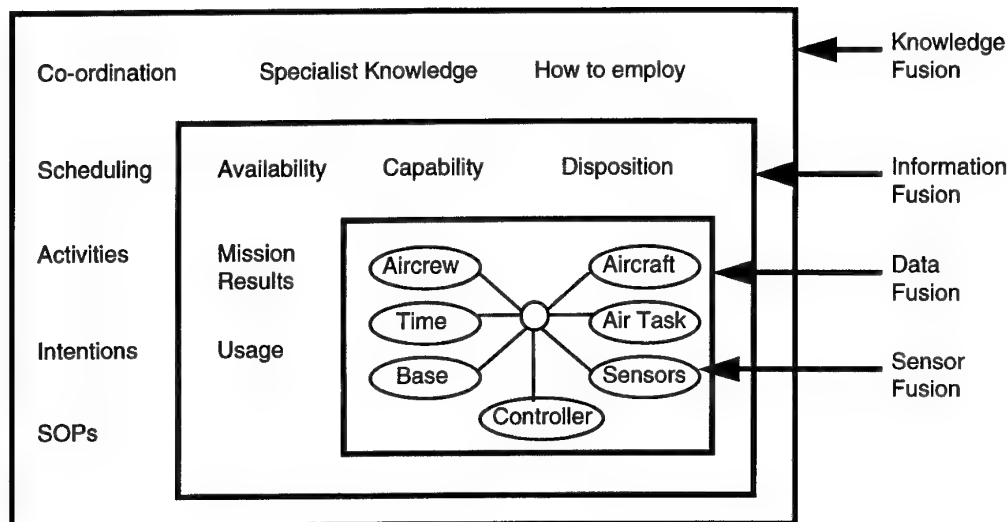 Knowledge
Fusion
Co-ordination Specialist Knowledge How to employ
Scheduling Availability Capability Disposition
Information
Fusion
Activities Mission
Results
Aircrew Aircraft
Data
Fusion
Time Air Task
Intentions Usage
Base Sensors
Sensor
Fusion
Controller
SOPs